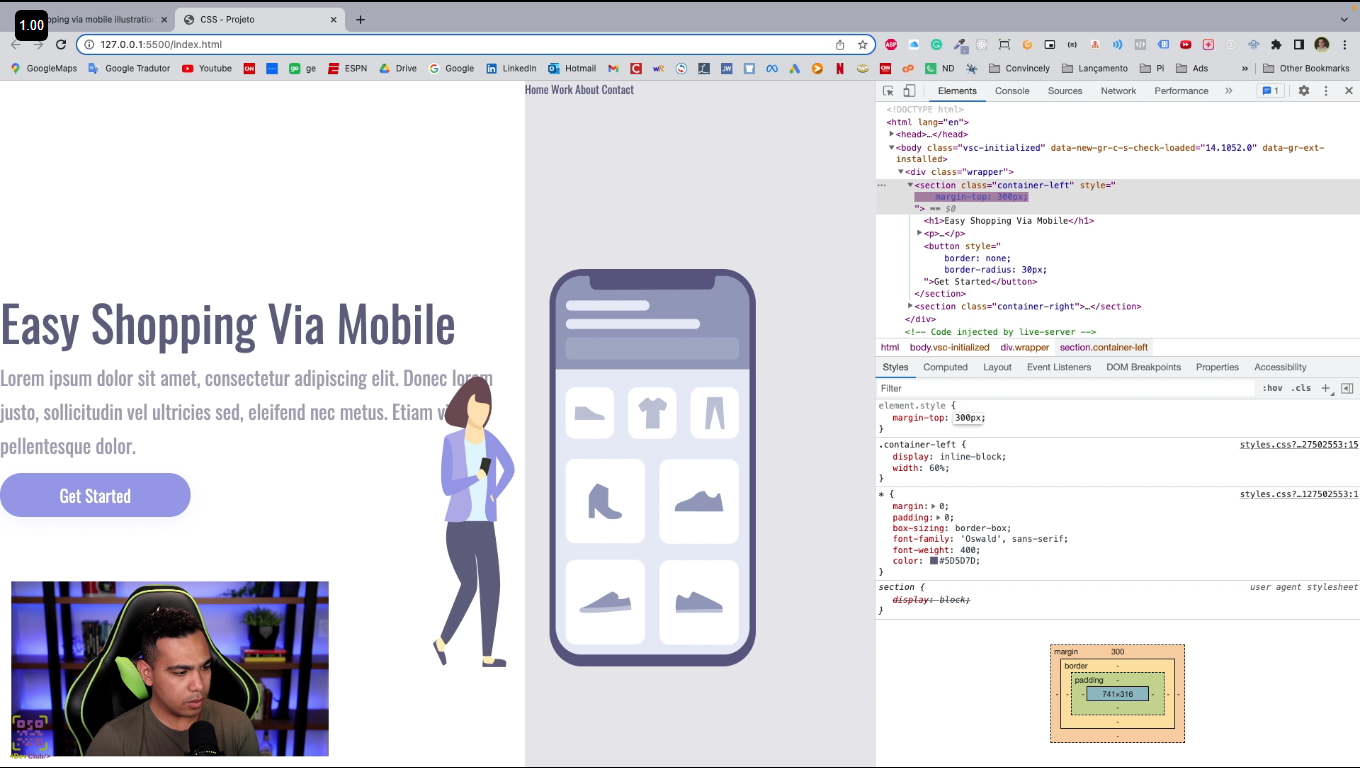 1.00
pping via mobile illustration
CSS - Projeto
127.0.0.1:5500/index.html
GoogleMaps
Google Tradutor
Youtube
ge
ESPN
Drive
Google
LinkedIn
Hotmail
ND
Convincely
Lançamento
Pi
Ads
»
Other Bookmarks
Home Work About Contact
Easy Shopping Via Mobile
Lorem ipsum dolor sit amet, consectetur adipiscing elit. Donec lorem
justo, sollicitudin vel ultricies sed, eleifend nec metus. Etiam v
pellentesque dolor.
Get Started
Elements Console Sources Network Performance » 1
<!DOCTYPE html>
<html lang="en">
<head>…</head>
<body class="vsc-initialized" data-new-gr-c-s-check-loaded="14.1052.0" data-gr-ext-
installed>
<div class="wrapper">
… <section class="container-left" style="
margin-top: 300px;
"> == $0
<h1>Easy Shopping Via Mobile</h1>
<p>…</p>
<button style="
border: none;
border-radius: 30px;
">Get Started</button>
</section>
<section class="container-right">…</section>
</div>
<!-- Code injected by live-server -->
html body.vsc-initialized div.wrapper section.container-left
Styles Computed Layout Event Listeners DOM Breakpoints Properties Accessibility
Filter :hov .cls +
element.style {
margin-top: 300px;
}
.container-left { styles.css?…27502553:15
display: inline-block;
width: 60%;
}
* { styles.css?…127502553:1
margin: 0;
padding: 0;
box-sizing: border-box;
font-family: 'Oswald', sans-serif;
font-weight: 400;
color: #5D5D7D;
}
section { user agent stylesheet
display: block;
}
margin 300
border -
padding -
- - - 741×316 - - -
-
-
-